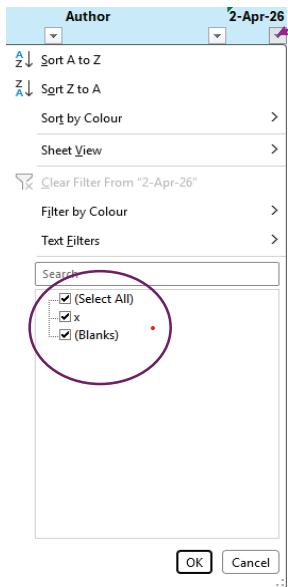 Author 2-Apr-26
Sort A to Z
Sort Z to A
Sort by Colour
Sheet View
Clear Filter From "2-Apr-26"
Filter by Colour
Text Filters
Search
(Select All)
x
(Blanks)
OK Cancel